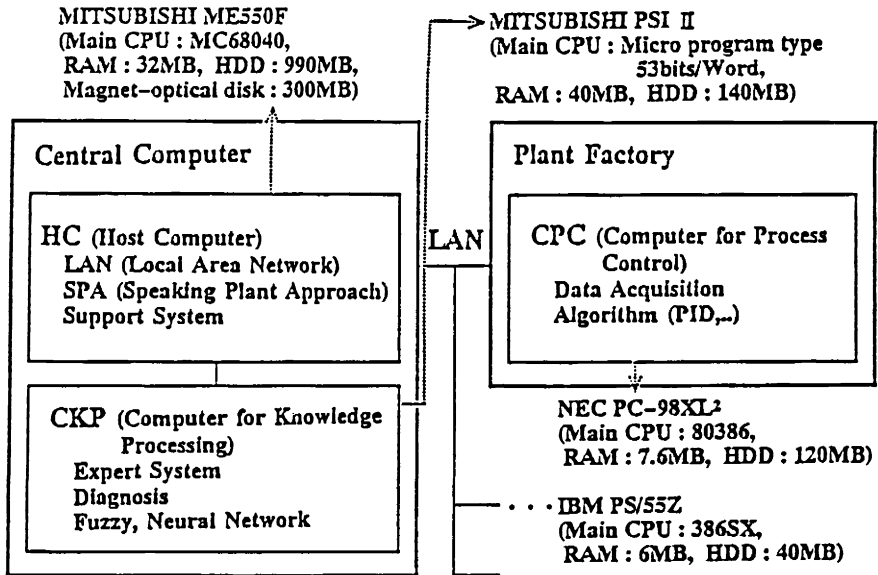 MITSUBISHI ME550F
(Main CPU : MC68040,
RAM : 32MB, HDD : 990MB,
Magnet-optical disk : 300MB)
MITSUBISHI PSI II
(Main CPU : Micro program type
53bits/Word,
RAM : 40MB, HDD : 140MB)
Central Computer
HC (Host Computer)
LAN (Local Area Network)
SPA (Speaking Plant Approach)
Support System
CKP (Computer for Knowledge
Processing)
Expert System
Diagnosis
Fuzzy, Neural Network
LAN
Plant Factory
CPC (Computer for Process
Control)
Data Acquisition
Algorithm (PID,..)
NEC PC-98XL²
(Main CPU : 80386,
RAM : 7.6MB, HDD : 120MB)
· · · IBM PS/55Z
(Main CPU : 386SX,
RAM : 6MB, HDD : 40MB)